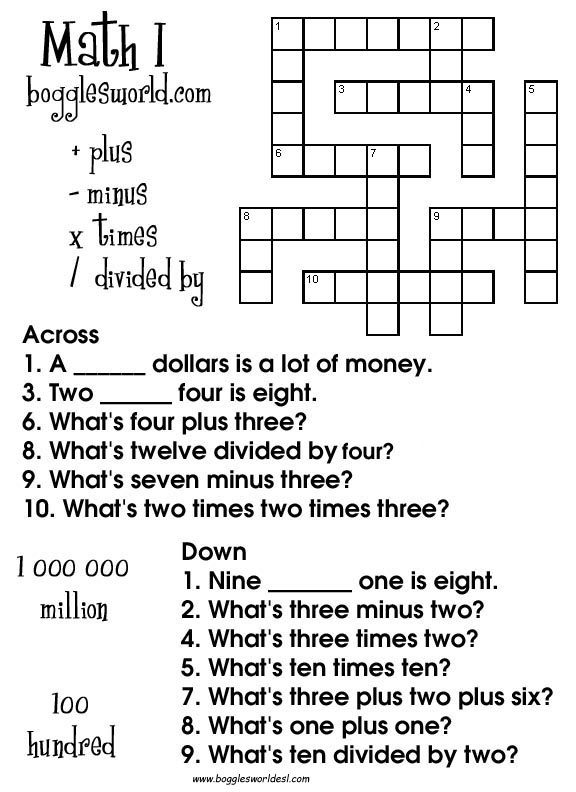 Math I
bogglesworld.com
+ plus
- minus
x times
/ divided by
1 2
3 4 5
6 7
8 9
10
Across
1. A ______ dollars is a lot of money.
3. Two ______ four is eight.
6. What's four plus three?
8. What's twelve divided by four?
9. What's seven minus three?
10. What's two times two times three?
1 000 000
million
100
hundred
Down
1. Nine _______ one is eight.
2. What's three minus two?
4. What's three times two?
5. What's ten times ten?
7. What's three plus two plus six?
8. What's one plus one?
9. What's ten divided by two?
www.bogglesworldesl.com